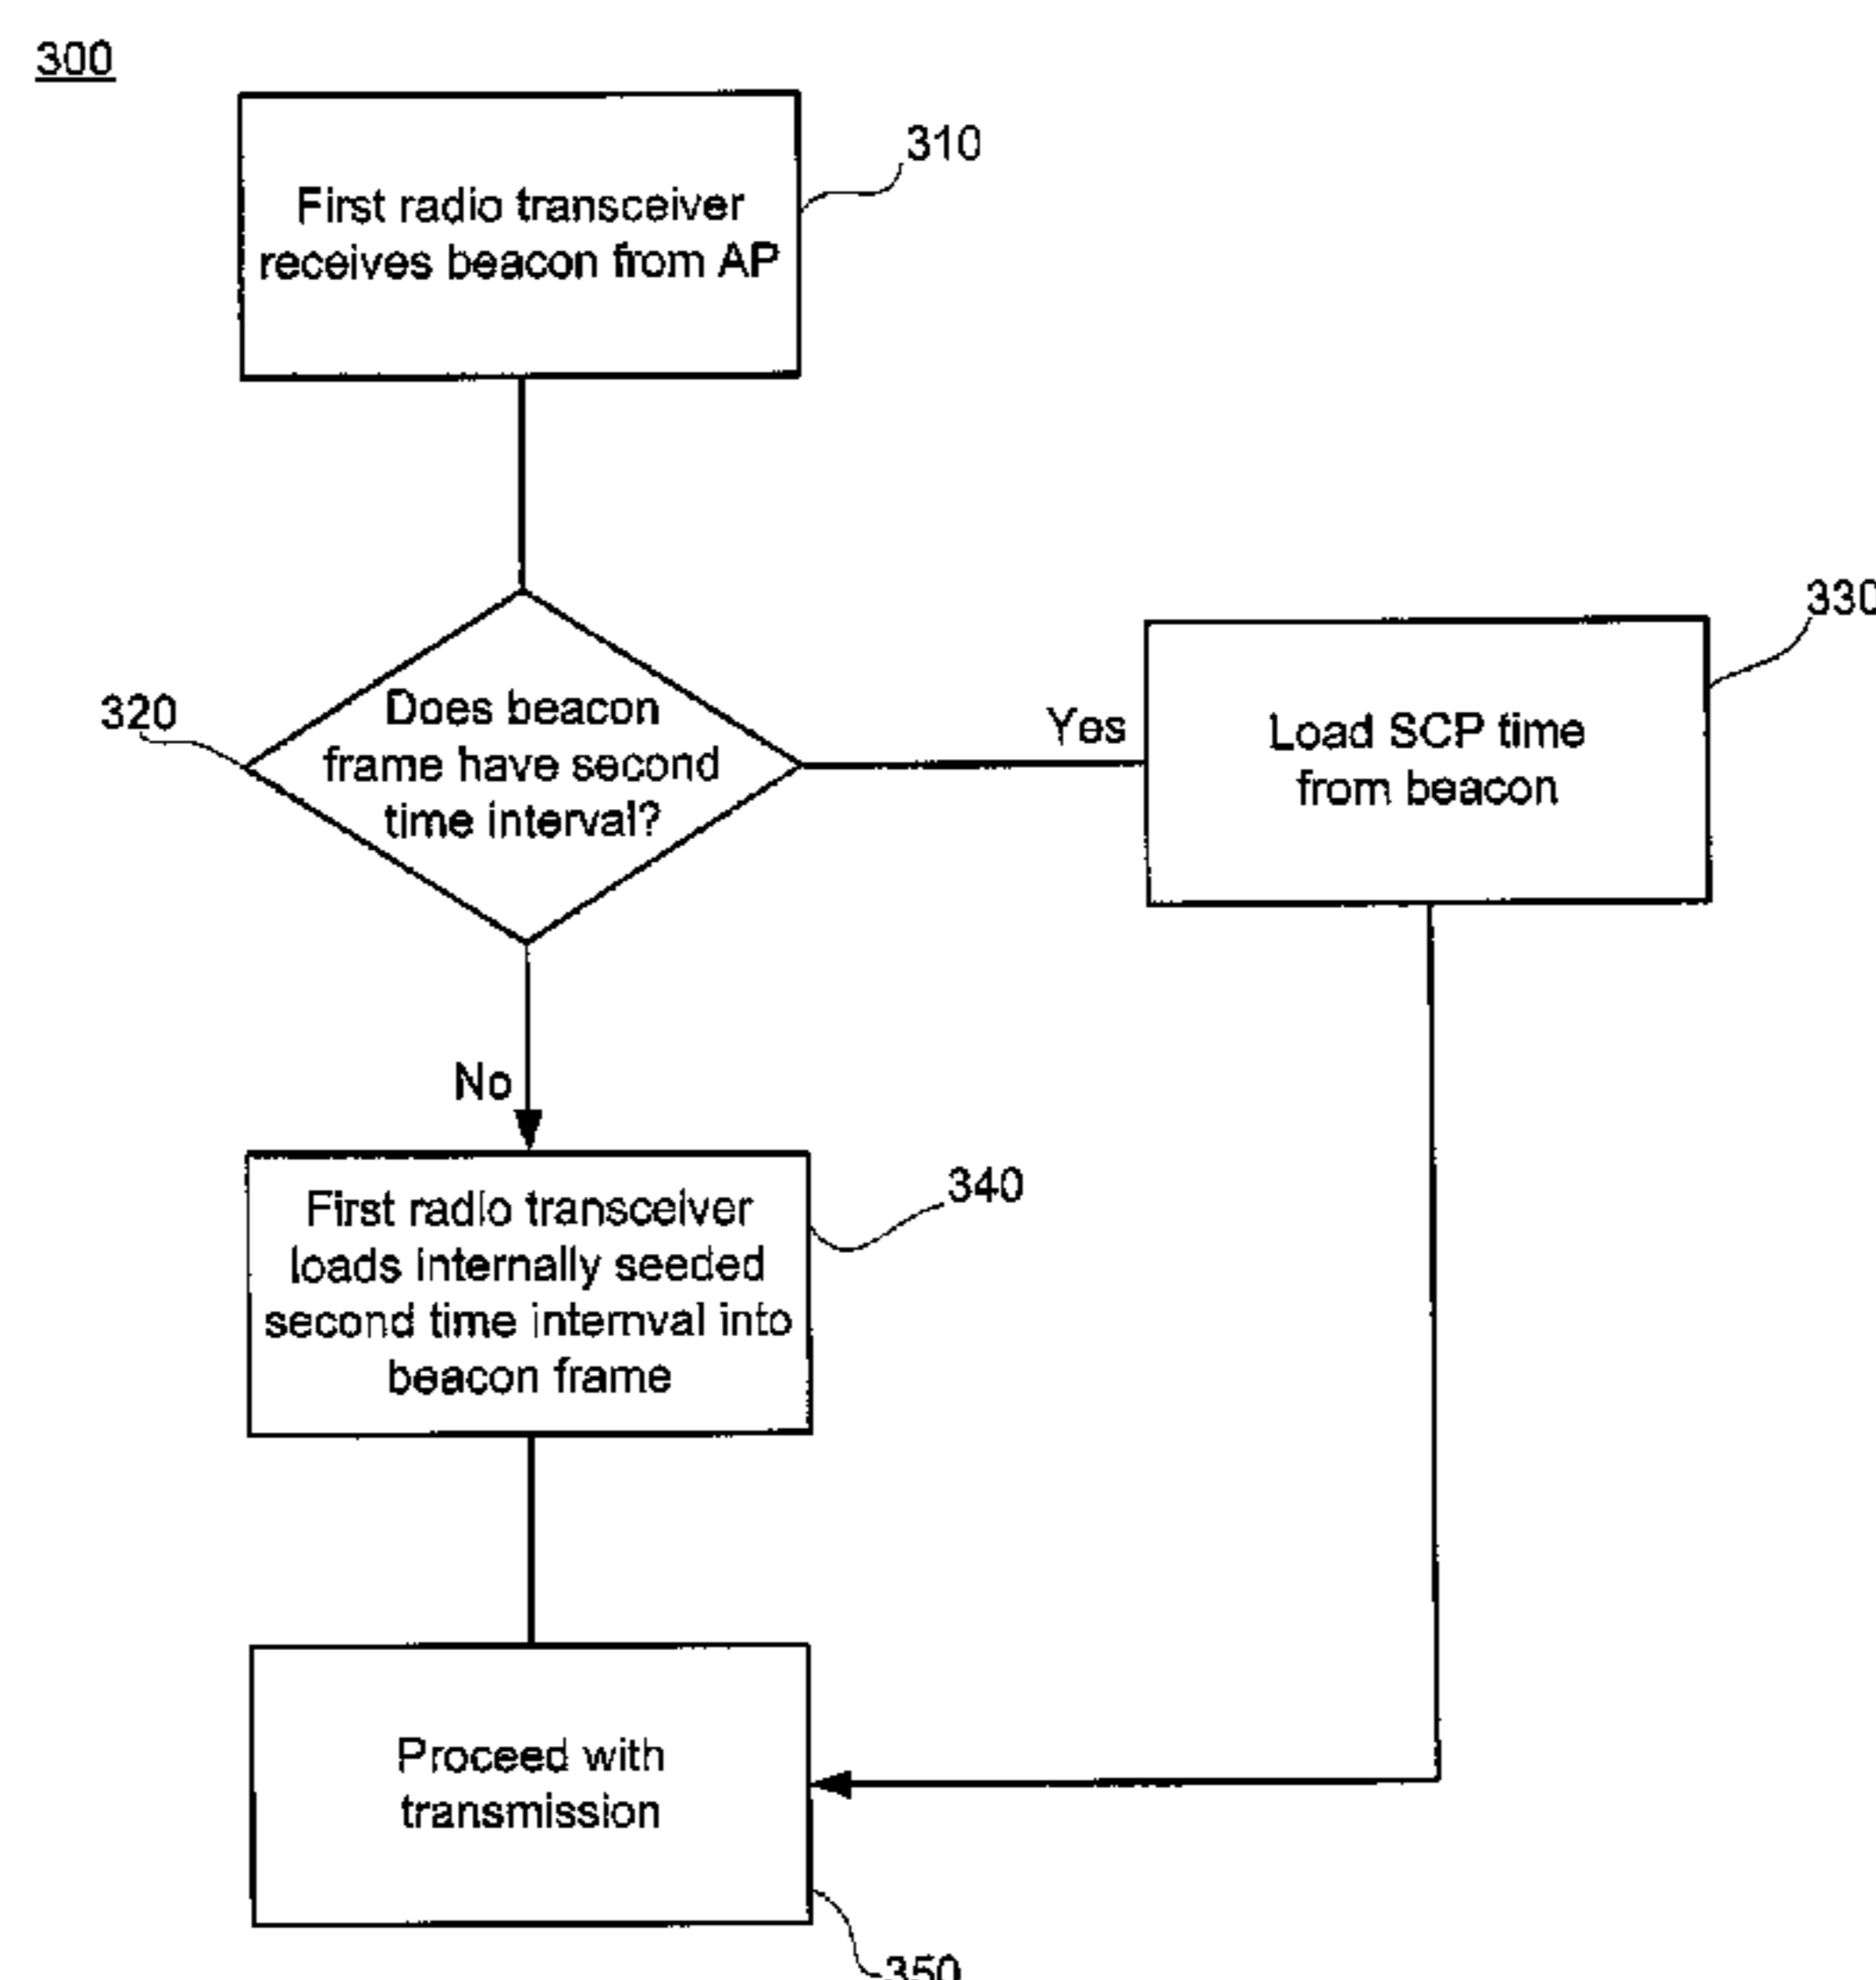 300
310
First radio transceiver
receives beacon from AP
320
Does beacon
frame have second
time interval?
Yes
330
Load SCP time
from beacon
No
340
First radio transceiver
loads internally seeded
second time internval into
beacon frame
Proceed with
transmission
350